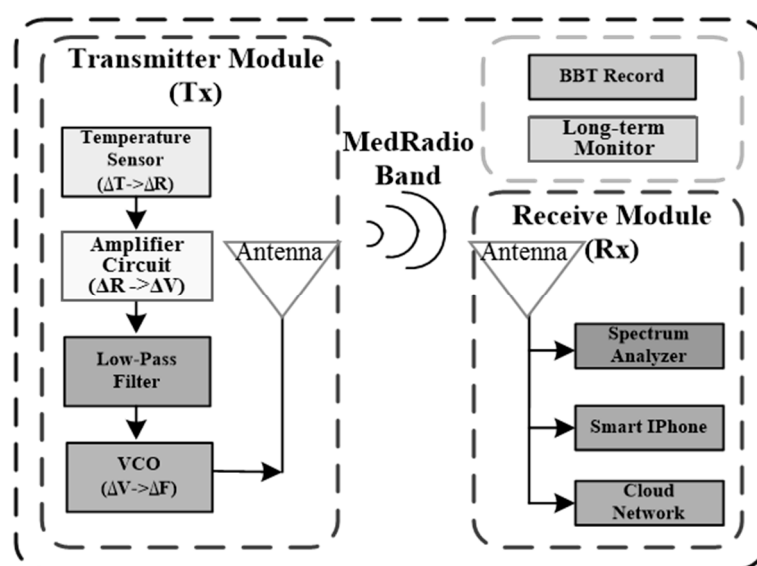 Transmitter Module
(Tx)
Temperature
Sensor
(ΔT->ΔR)
Amplifier
Circuit
(ΔR ->ΔV)
Low-Pass
Filter
VCO
(ΔV->ΔF)
Antenna
MedRadio
Band
BBT Record
Long-term
Monitor
Receive Module
(Rx)
Antenna
Spectrum
Analyzer
Smart IPhone
Cloud
Network